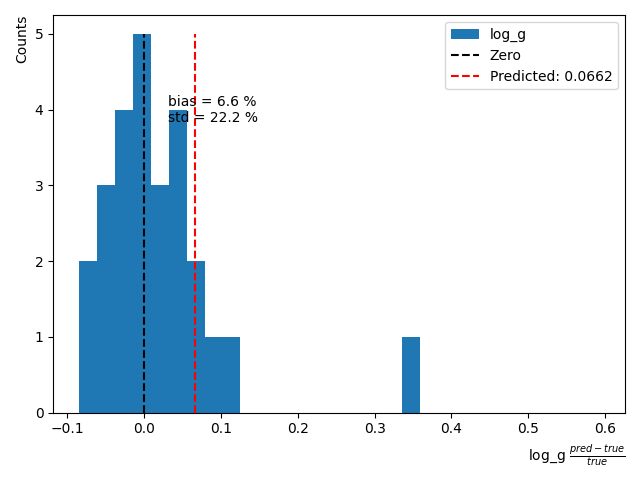 Counts
5
4
3
2
1
0
log_g
Zero
Predicted: 0.0662
bias = 6.6 %
std = 22.2 %
−0.1 0.0 0.1 0.2 0.3 0.4 0.5 0.6
log_g pred − true / true